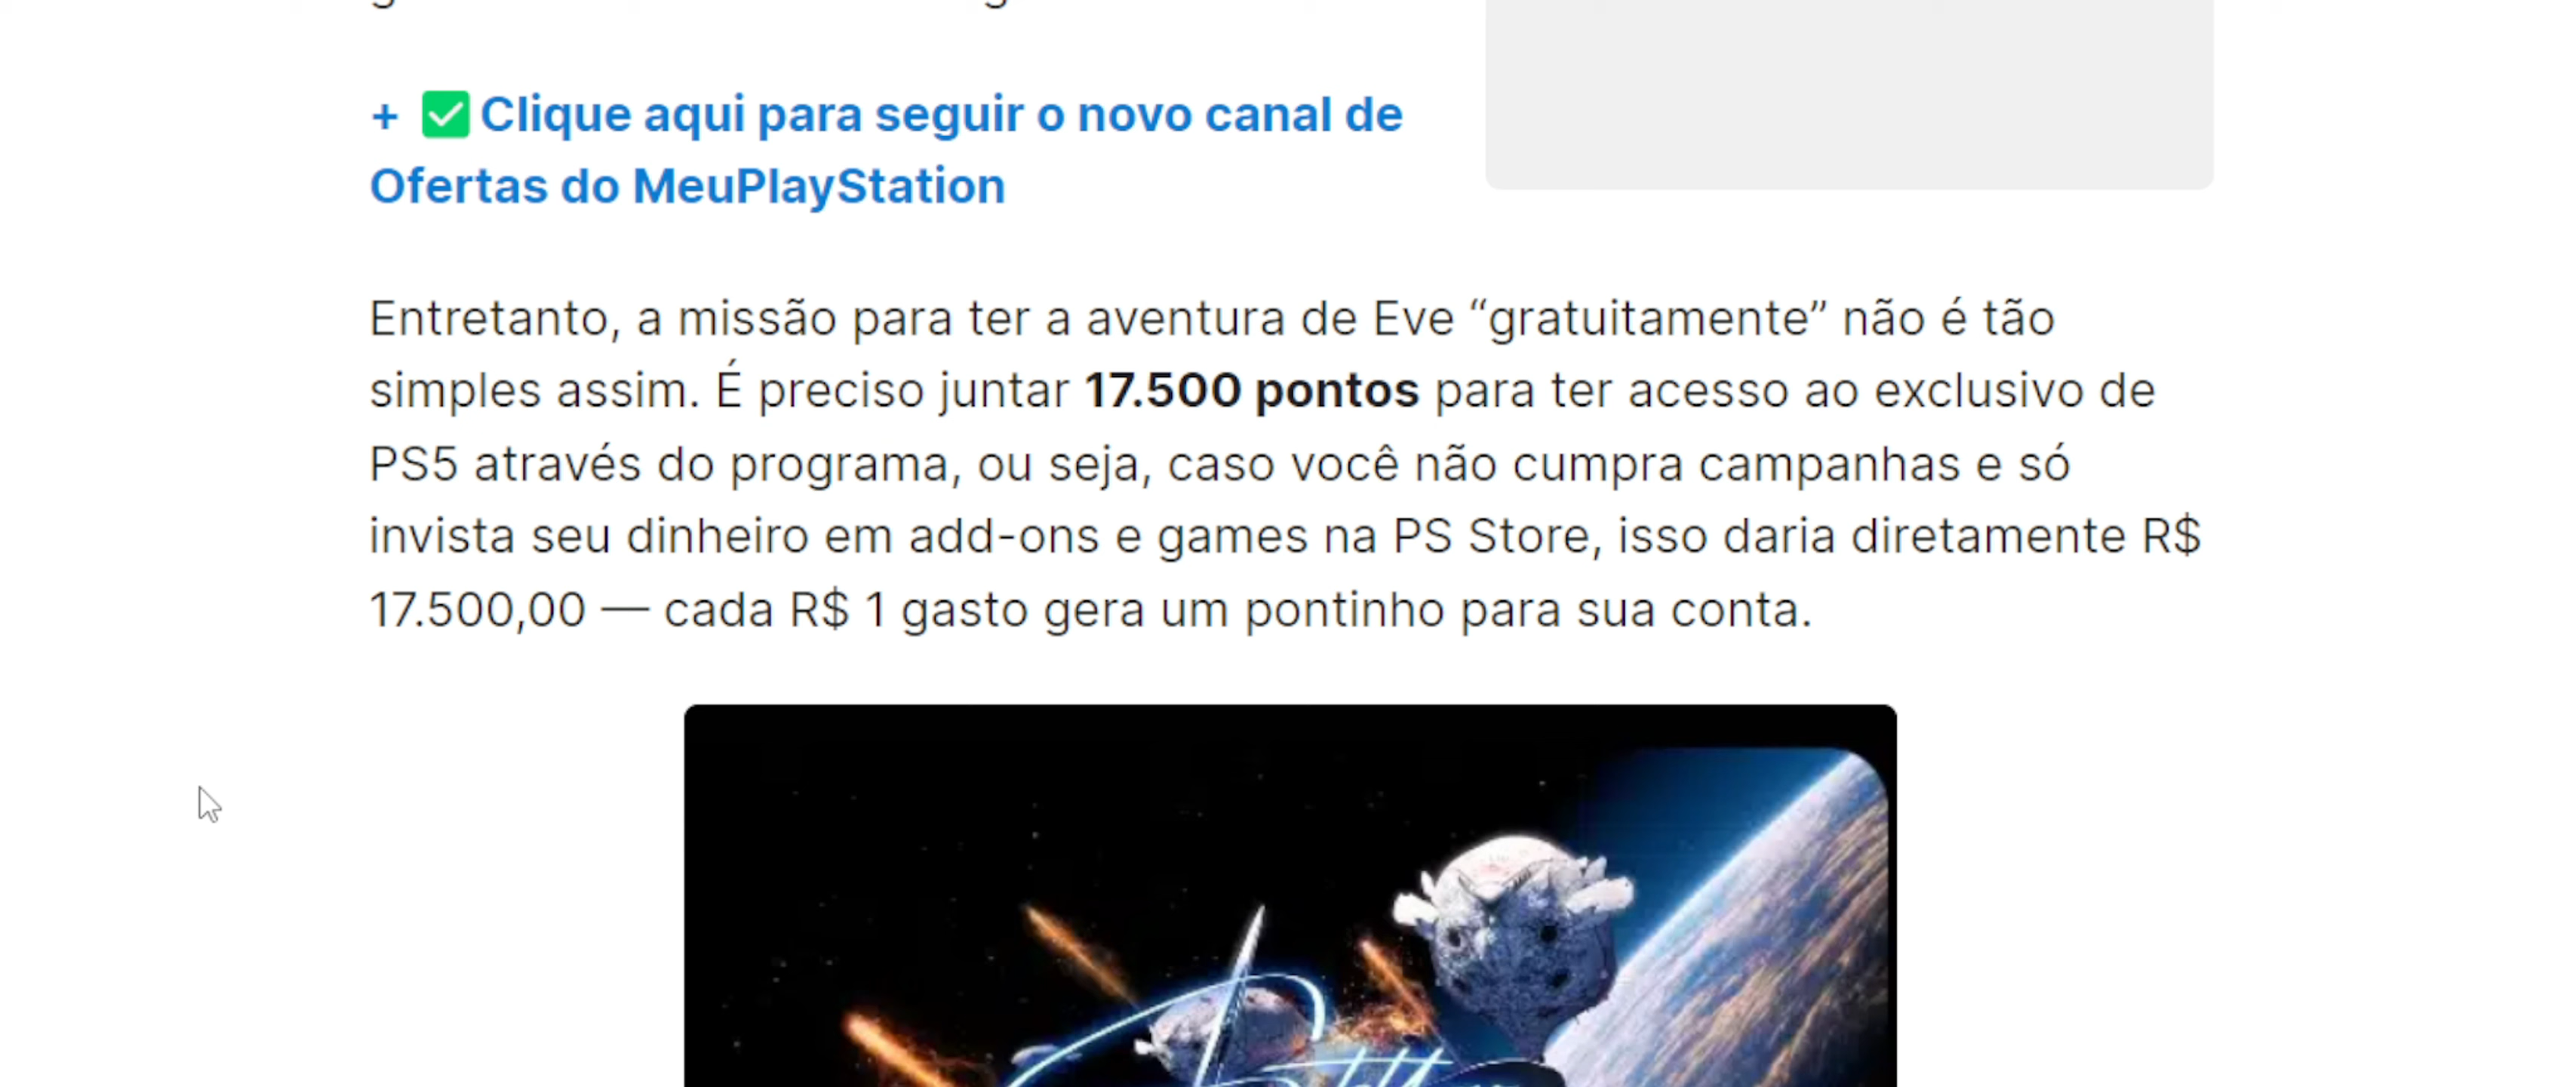 + ✅ Clique aqui para seguir o novo canal de
Ofertas do MeuPlayStation
Entretanto, a missão para ter a aventura de Eve “gratuitamente” não é tão
simples assim. É preciso juntar 17.500 pontos para ter acesso ao exclusivo de
PS5 através do programa, ou seja, caso você não cumpra campanhas e só
invista seu dinheiro em add-ons e games na PS Store, isso daria diretamente R$
17.500,00 — cada R$ 1 gasto gera um pontinho para sua conta.